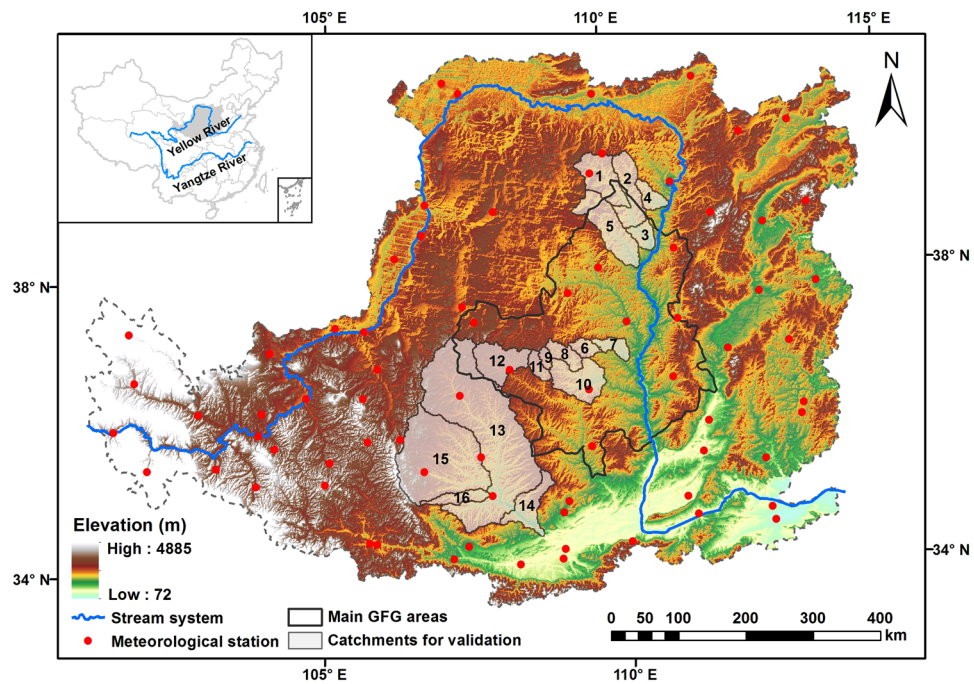 105° E
110° E
115° E
N
Yellow River
Yangtze River
1
2
4
5
3
38° N
38° N
7
6
8
9
11
12
10
13
15
16
14
Elevation (m)
High : 4885
Low : 72
34° N
34° N
Stream system
Meteorological station
Main GFG areas
Catchments for validation
0 50 100 200 300 400
km
105° E
110° E